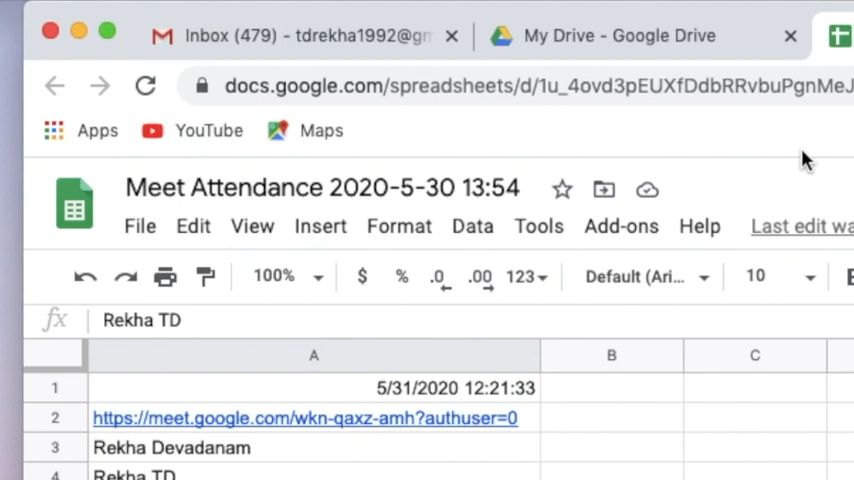 Inbox (479) - tdrekha1992@gm
My Drive - Google Drive
docs.google.com/spreadsheets/d/1u_4ovd3pEUXfDdbRRvbuPgnMeJ
Apps YouTube Maps
Meet Attendance 2020-5-30 13:54
File Edit View Insert Format Data Tools Add-ons Help Last edit wa
100% $ % .0 .00 123 Default (Ari... 10
fx Rekha TD
A B C
1 5/31/2020 12:21:33
2 https://meet.google.com/wkn-qaxz-amh?authuser=0
3 Rekha Devadanam
4 Rekha TD